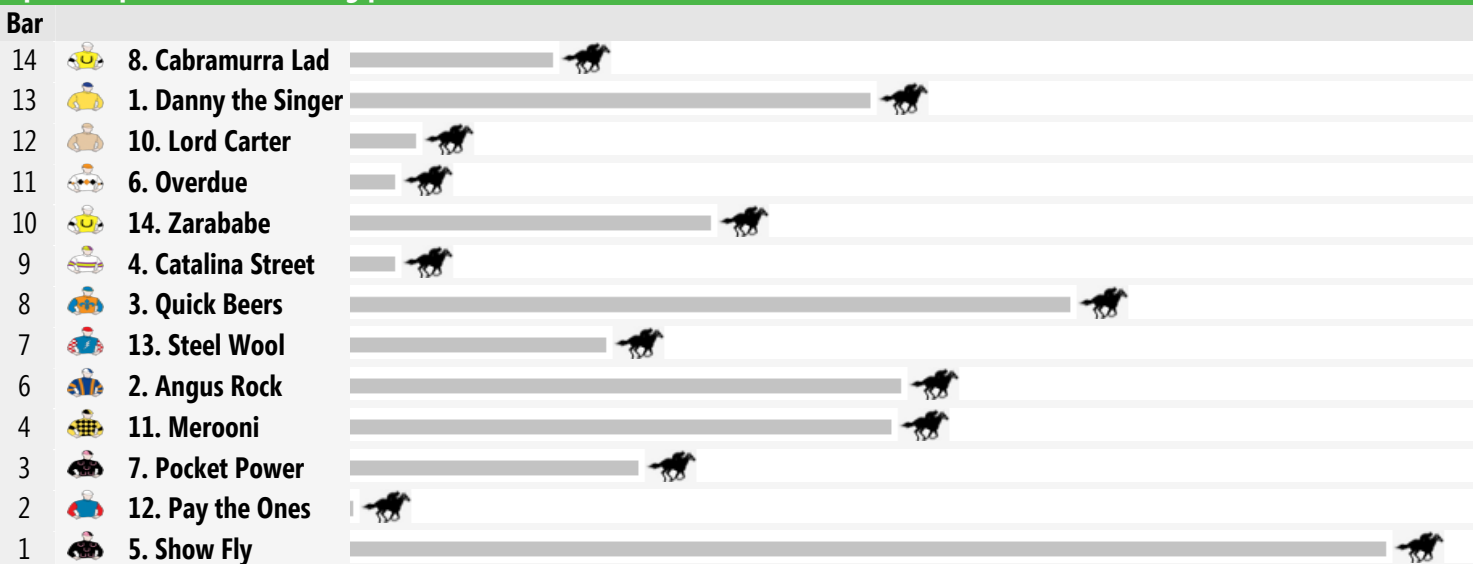 Bar
14 8. Cabramurra Lad
13 1. Danny the Singer
12 10. Lord Carter
11 6. Overdue
10 14. Zarababe
9 4. Catalina Street
8 3. Quick Beers
7 13. Steel Wool
6 2. Angus Rock
4 11. Merooni
3 7. Pocket Power
2 12. Pay the Ones
1 5. Show Fly